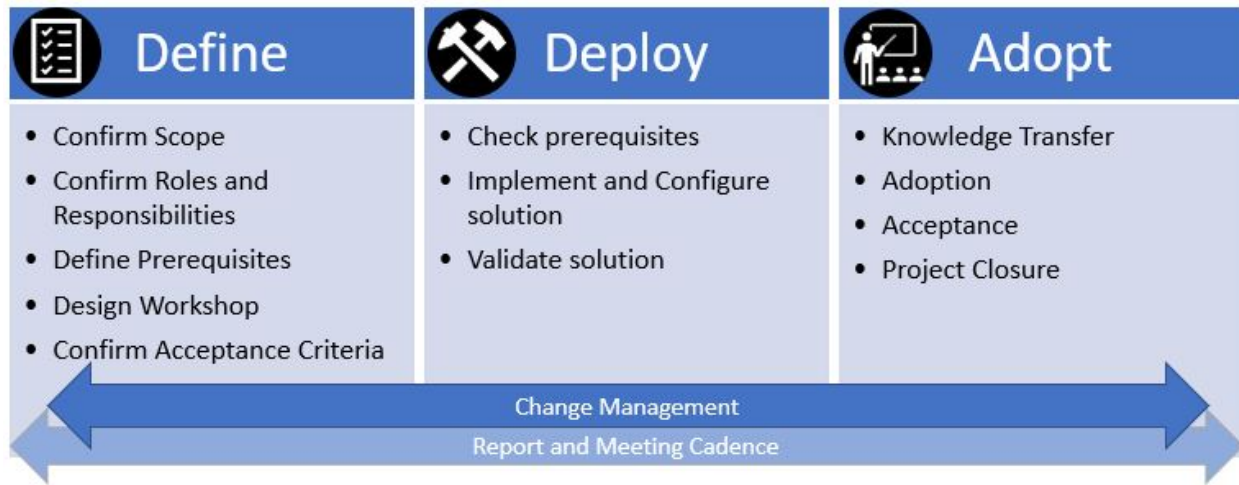 Define
• Confirm Scope
• Confirm Roles and
Responsibilities
• Define Prerequisites
• Design Workshop
• Confirm Acceptance Criteria
Deploy
• Check prerequisites
• Implement and Configure
solution
• Validate solution
Adopt
• Knowledge Transfer
• Adoption
• Acceptance
• Project Closure
Change Management
Report and Meeting Cadence